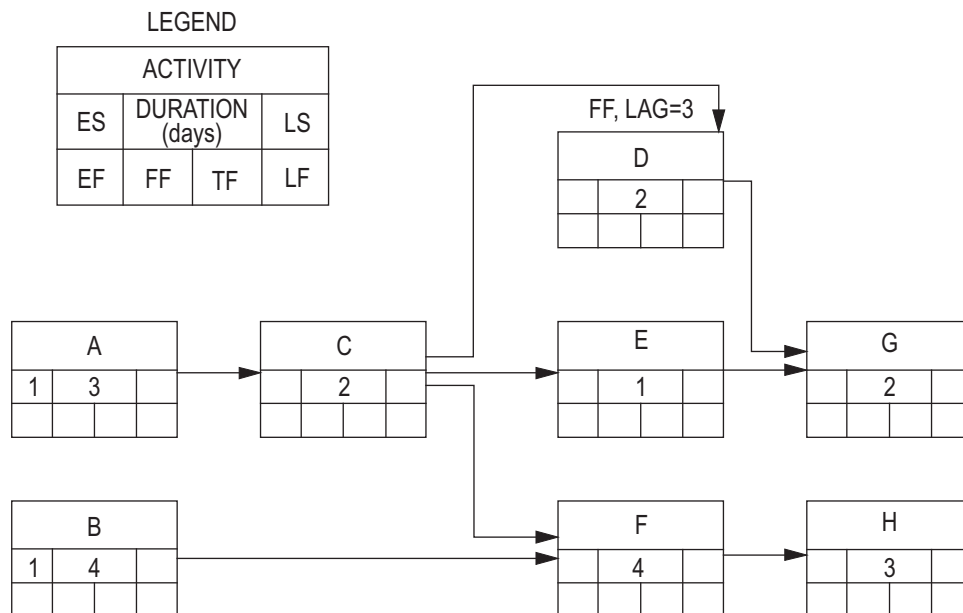 LEGEND
ACTIVITY
ES DURATION (days) LS
EF FF TF LF
FF, LAG=3
D
2
A
1 3
C
2
E
1
G
2
B
1 4
F
4
H
3